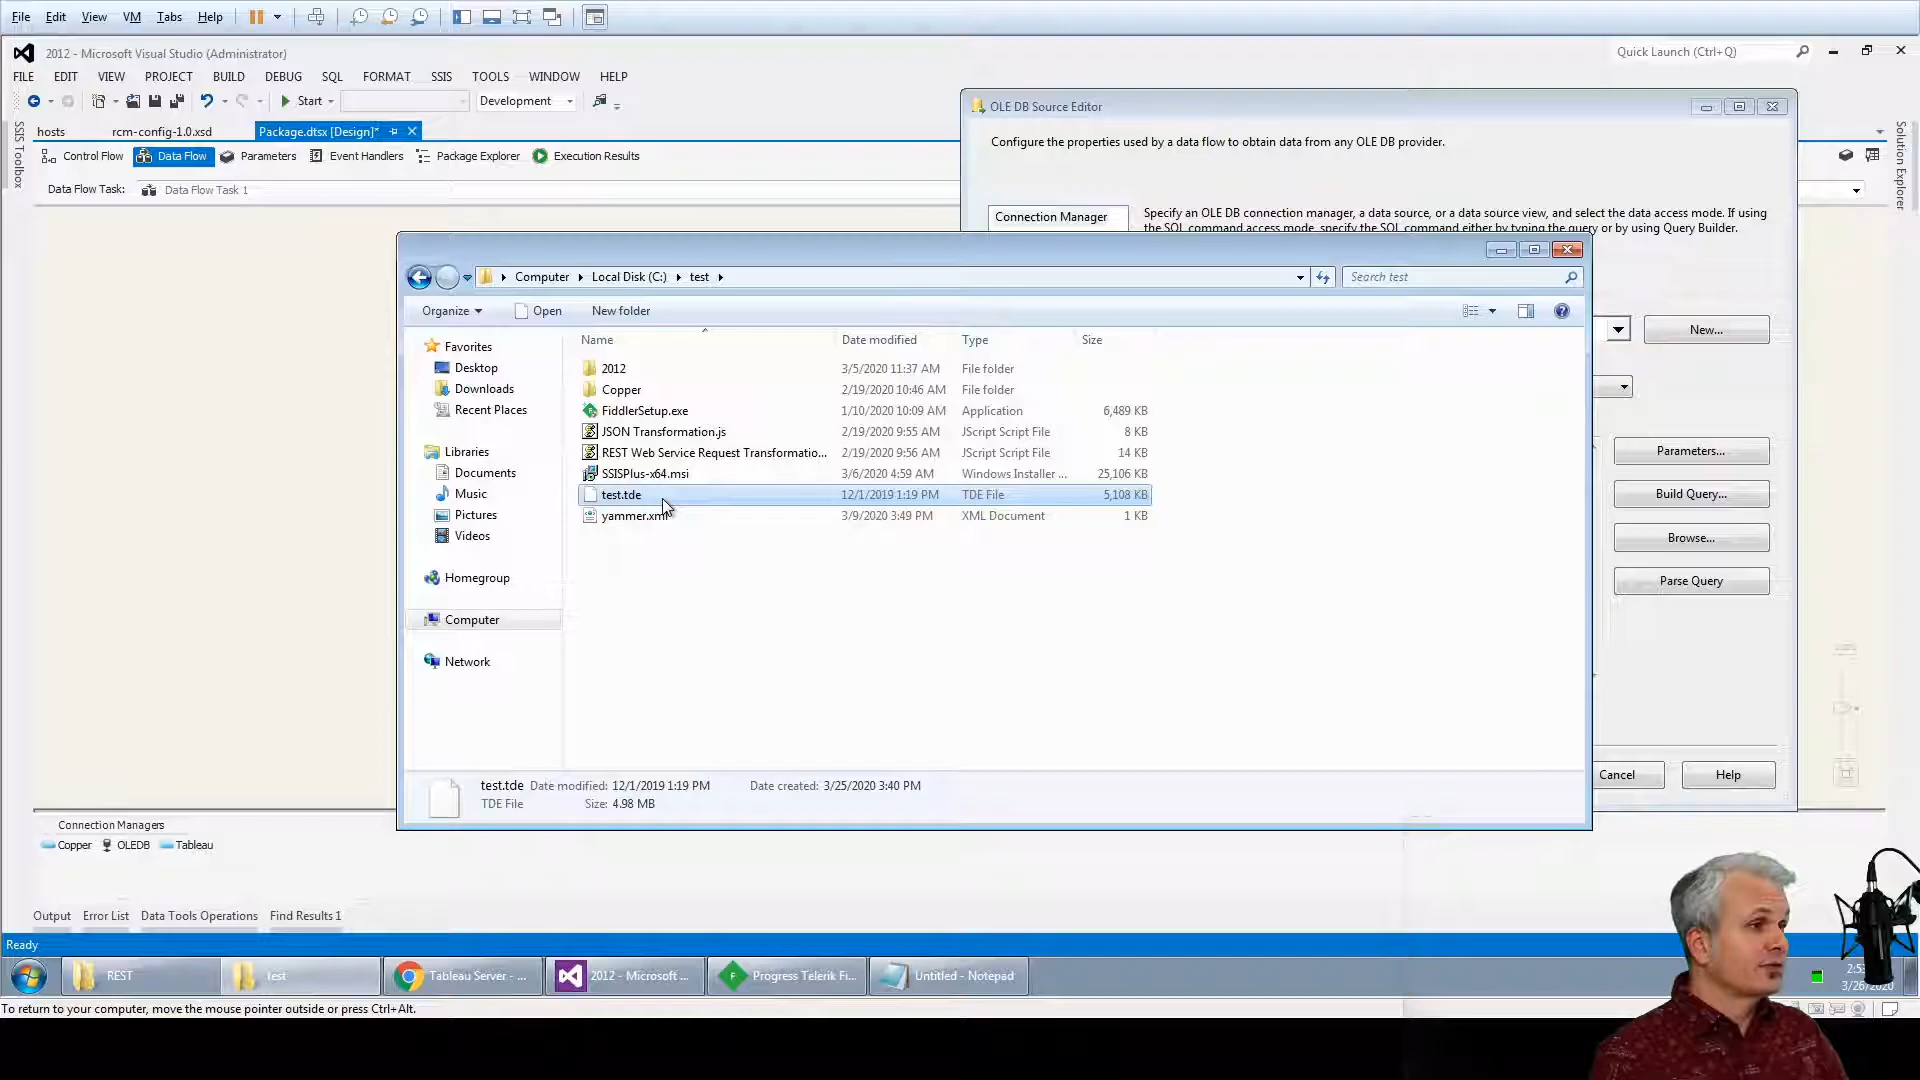 File Edit View VM Tabs Help
2012 - Microsoft Visual Studio (Administrator)
Quick Launch (Ctrl+Q)
FILE EDIT VIEW PROJECT BUILD DEBUG SQL FORMAT SSIS TOOLS WINDOW HELP
Start Development
hosts rcm-config-1.0.xsd Package.dtsx [Design]*
Control Flow Data Flow Parameters Event Handlers Package Explorer Execution Results
Data Flow Task: Data Flow Task 1
SSIS Toolbox
Solution Explorer
OLE DB Source Editor
Configure the properties used by a data flow to obtain data from any OLE DB provider.
Connection Manager
Specify an OLE DB connection manager, a data source, or a data source view, and select the data access mode. If using
the SQL command access mode, specify the SQL command either by typing the query or by using Query Builder.
New...
Parameters...
Build Query...
Browse...
Parse Query
Cancel Help
Computer Local Disk (C:) test
Search test
Organize Open New folder
Favorites
Desktop
Downloads
Recent Places
Libraries
Documents
Music
Pictures
Videos
Homegroup
Computer
Network
Name Date modified Type Size
2012 3/5/2020 11:37 AM File folder
Copper 2/19/2020 10:46 AM File folder
FiddlerSetup.exe 1/10/2020 10:09 AM Application 6,489 KB
JSON Transformation.js 2/19/2020 9:55 AM JScript Script File 8 KB
REST Web Service Request Transformatio... 2/19/2020 9:56 AM JScript Script File 14 KB
SSISPlus-x64.msi 3/6/2020 4:59 AM Windows Installer ... 25,106 KB
test.tde 12/1/2019 1:19 PM TDE File 5,108 KB
yammer.xml 3/9/2020 3:49 PM XML Document 1 KB
test.tde Date modified: 12/1/2019 1:19 PM Date created: 3/25/2020 3:40 PM
TDE File Size: 4.98 MB
Connection Managers
Copper OLEDB Tableau
Output Error List Data Tools Operations Find Results 1
Ready
REST test Tableau Server - ... 2012 - Microsoft ... Progress Telerik Fi... Untitled - Notepad
3/26/2020
To return to your computer, move the mouse pointer outside or press Ctrl+Alt.